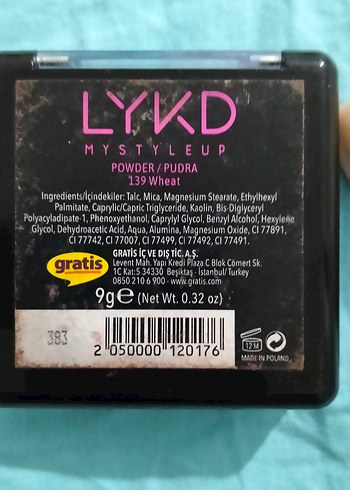 LYKD
MYSTYLEUP
POWDER / PUDRA
139 Wheat
Ingredients/İçindekiler: Talc, Mica, Magnesium Stearate, Ethylhexyl
Palmitate, Caprylic/Capric Triglyceride, Kaolin, Bis-Diglyceryl
Polyacyladipate-1, Phenoxyethanol, Caprylyl Glycol, Benzyl Alcohol, Hexylene
Glycol, Dehydroacetic Acid, Aqua, Alumina, Magnesium Oxide, CI 77891,
CI 77742, CI 77007, CI 77499, CI 77492, CI 77491.
gratis
GRATİS İÇ VE DIŞ TİC. A.Ş.
Levent Mah. Yapı Kredi Plaza C Blok Cömert Sk.
1C Kat:5 34330 Beşiktaş - İstanbul/Turkey
0850 210 6 900 - www.gratis.com
9g℮ (Net Wt. 0.32 oz)
383
2 050000 120176
12 M
MADE IN POLAND